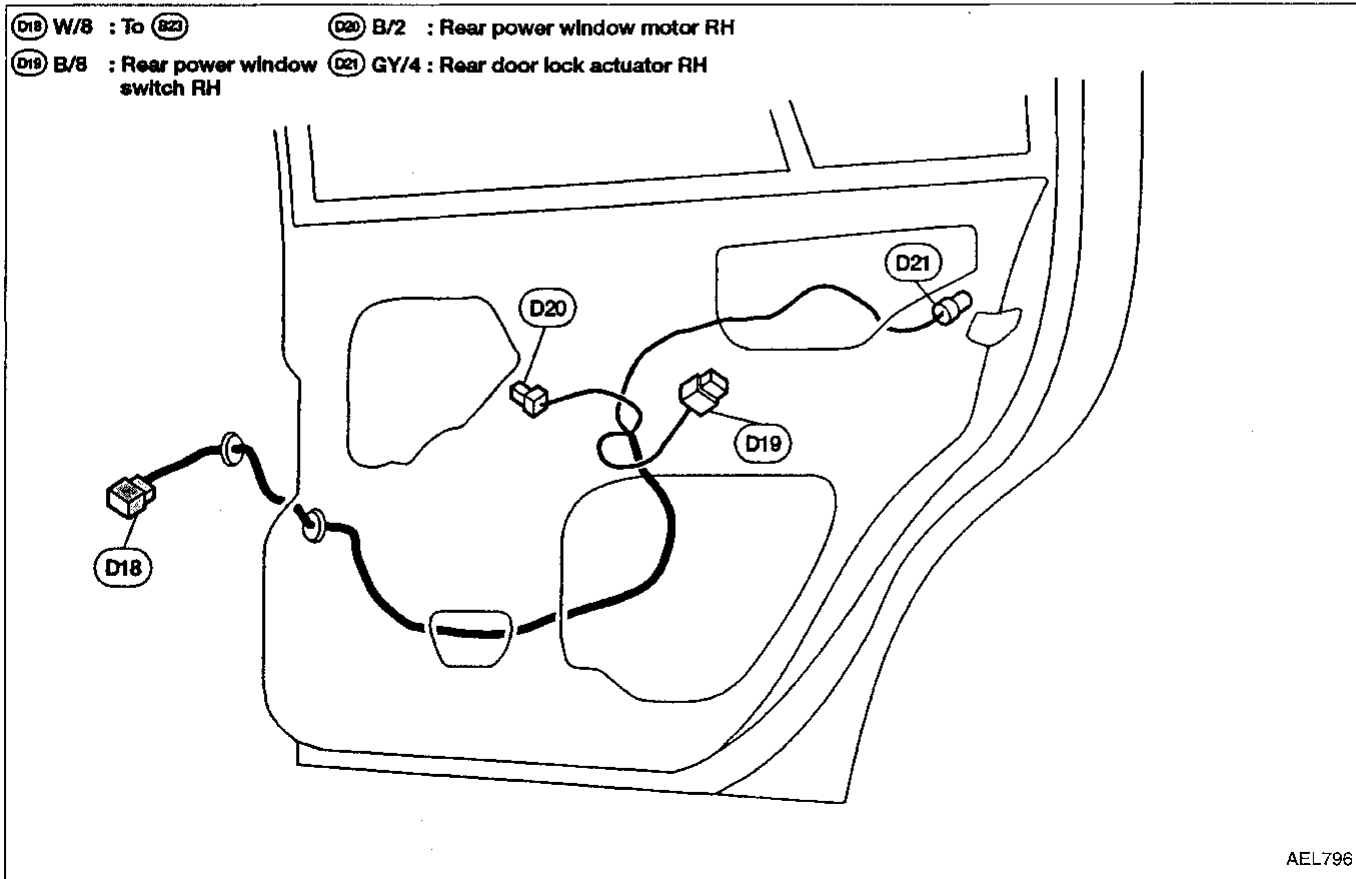 D18 W/8 : To B23 D20 B/2 : Rear power window motor RH
D19 B/8 : Rear power window switch RH D21 GY/4 : Rear door lock actuator RH
D21
D20
D19
D18
AEL796